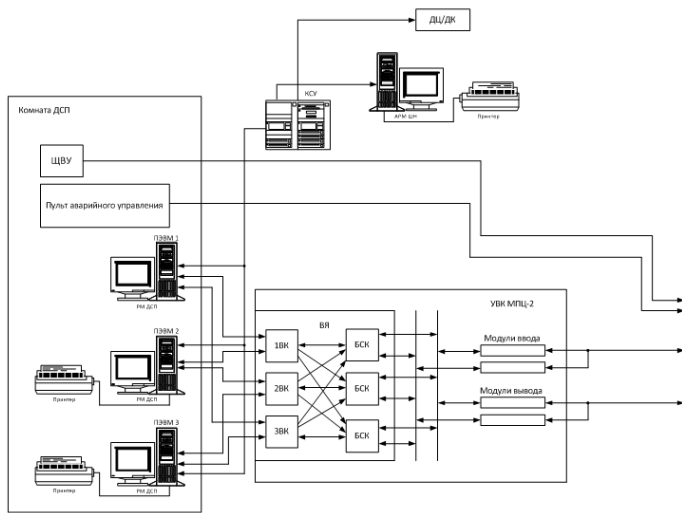 ДЦ/ДК
КСУ
АРМ ШН
Принтер
Комната ДСП
ЩВУ
Пульт аварийного управления
ПЭВМ 1
РМ ДСП
УВК МПЦ-2
ВЯ
1ВК
БСК
Модули ввода
ПЭВМ 2
Принтер
РМ ДСП
2ВК
БСК
Модули вывода
ПЭВМ 3
3ВК
БСК
Принтер
РМ ДСП